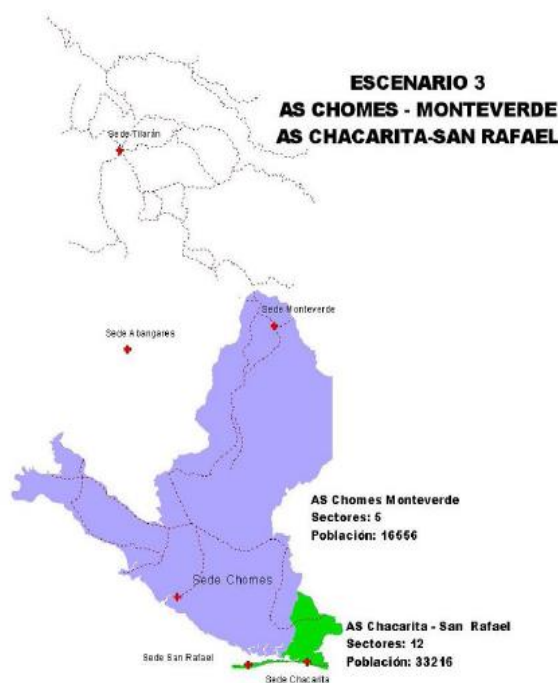 ESCENARIO 3
AS CHOMES - MONTEVERDE
AS CHACARITA-SAN RAFAEL
Sede Tilarán
Sede Monteverde
Sede Abangares
AS Chomes Monteverde
Sectores: 5
Población: 16556
Sede Chomes
AS Chacarita - San Rafael
Sectores: 12
Población: 33216
Sede San Rafael
Sede Chacarita